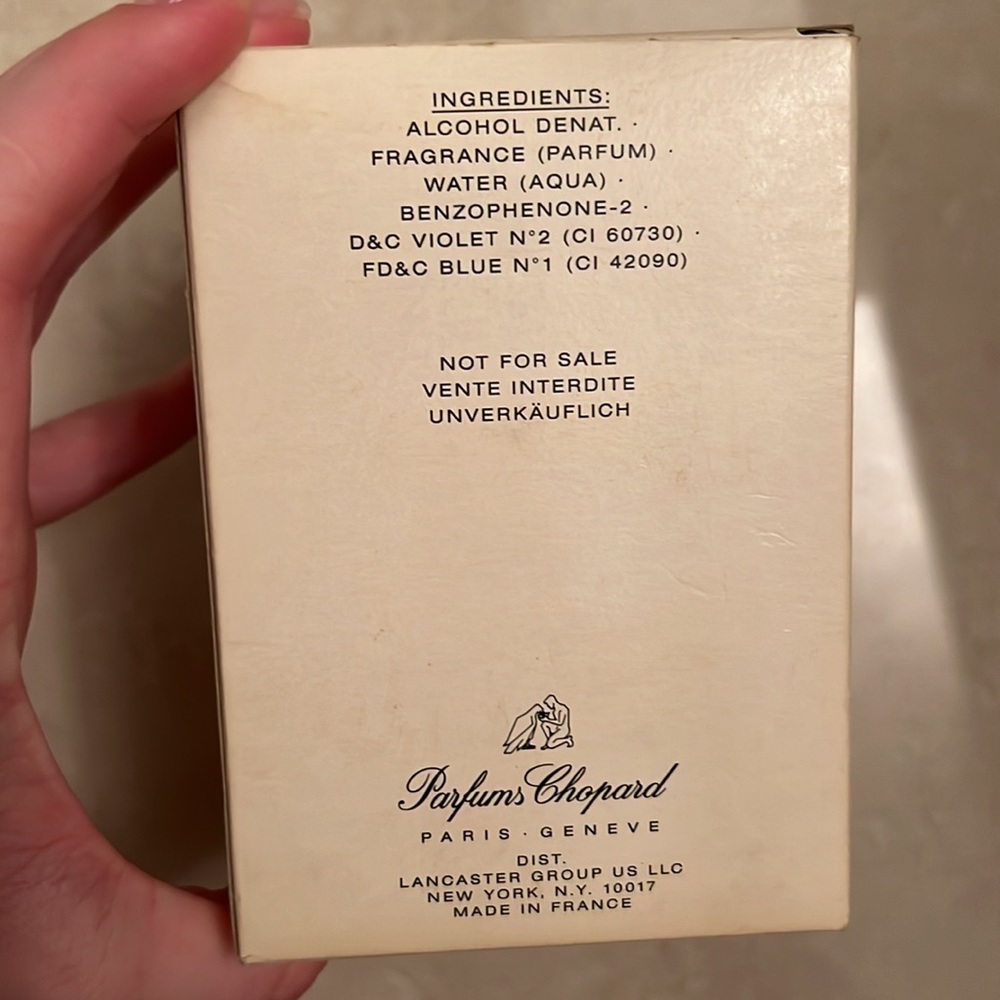 INGREDIENTS:
ALCOHOL DENAT. ·
FRAGRANCE (PARFUM) ·
WATER (AQUA) ·
BENZOPHENONE-2 ·
D&C VIOLET N°2 (CI 60730) ·
FD&C BLUE N°1 (CI 42090)
NOT FOR SALE
VENTE INTERDITE
UNVERKÄUFLICH
Parfums Chopard
PARIS · GENEVE
DIST.
LANCASTER GROUP US LLC
NEW YORK, N.Y. 10017
MADE IN FRANCE